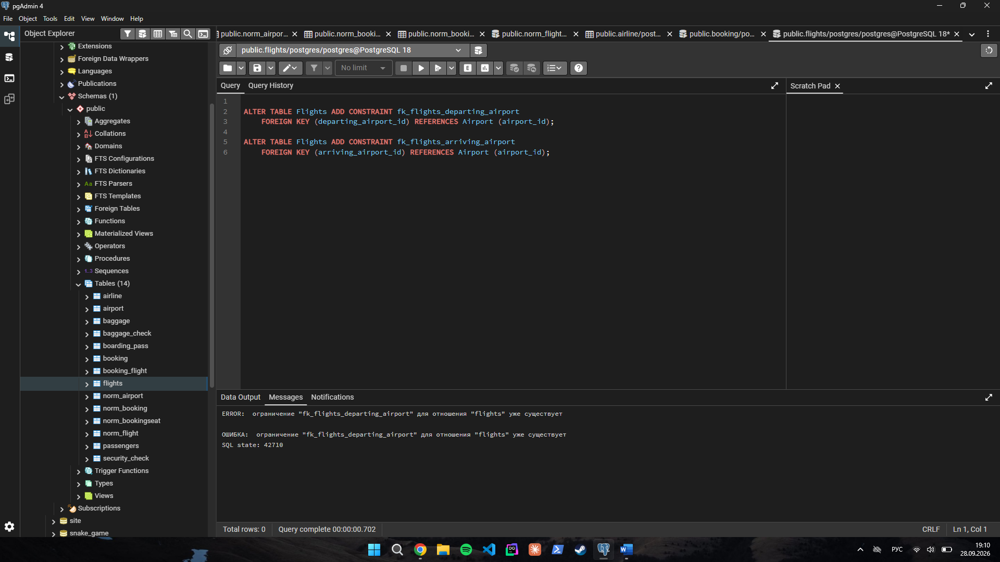 pgAdmin 4
File Object Tools Edit View Window Help
Object Explorer
public.norm_airpor...
public.norm_booki...
public.norm_booki...
public.norm_flight...
public.airline/post...
public.booking/po...
public.flights/postgres/postgres@PostgreSQL 18*
public.flights/postgres/postgres@PostgreSQL 18
No limit
E
Query Query History
Scratch Pad
1
2 ALTER TABLE Flights ADD CONSTRAINT fk_flights_departing_airport
3 FOREIGN KEY (departing_airport_id) REFERENCES Airport (airport_id);
4
5 ALTER TABLE Flights ADD CONSTRAINT fk_flights_arriving_airport
6 FOREIGN KEY (arriving_airport_id) REFERENCES Airport (airport_id);
Extensions
Foreign Data Wrappers
Languages
Publications
Schemas (1)
public
Aggregates
Collations
Domains
FTS Configurations
FTS Dictionaries
Aa FTS Parsers
FTS Templates
Foreign Tables
Functions
Materialized Views
Operators
Procedures
1..3 Sequences
Tables (14)
airline
airport
baggage
baggage_check
boarding_pass
booking
booking_flight
flights
norm_airport
norm_booking
norm_bookingseat
norm_flight
passengers
security_check
Trigger Functions
Types
Views
Subscriptions
site
snake_game
Data Output Messages Notifications
ERROR: ограничение "fk_flights_departing_airport" для отношения "flights" уже существует
ОШИБКА: ограничение "fk_flights_departing_airport" для отношения "flights" уже существует
SQL state: 42710
Total rows: 0 Query complete 00:00:00.702
CRLF Ln 1, Col 1
РУС
19:10
28.09.2026